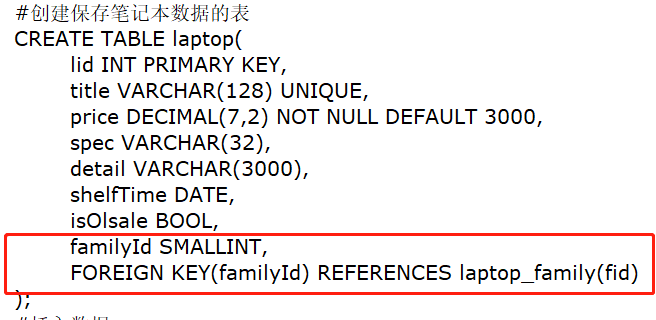 #创建保存笔记本数据的表
CREATE TABLE laptop(
lid INT PRIMARY KEY,
title VARCHAR(128) UNIQUE,
price DECIMAL(7,2) NOT NULL DEFAULT 3000,
spec VARCHAR(32),
detail VARCHAR(3000),
shelfTime DATE,
isOlsale BOOL,
familyId SMALLINT,
FOREIGN KEY(familyId) REFERENCES laptop_family(fid)
);